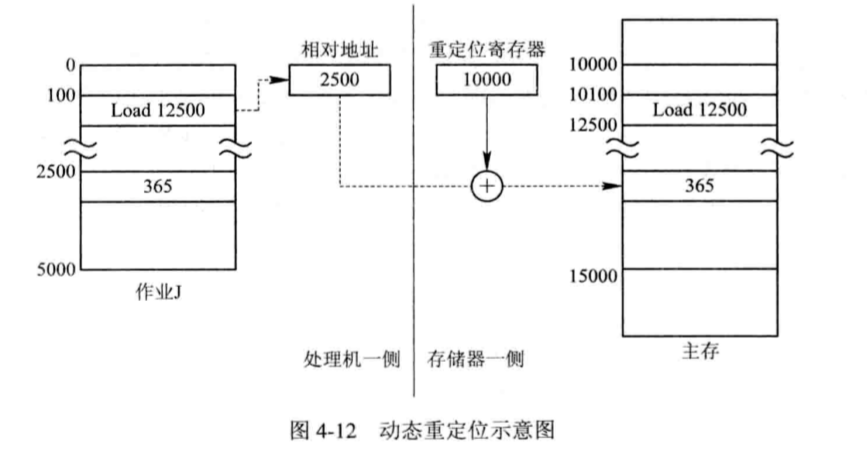 相对地址
重定位寄存器
0
2500
10000
10000
100
Load 12500
10100
Load 12500
12500
2500
365
+
365
5000
15000
作业J
处理机一侧
存储器一侧
主存
图 4-12 动态重定位示意图